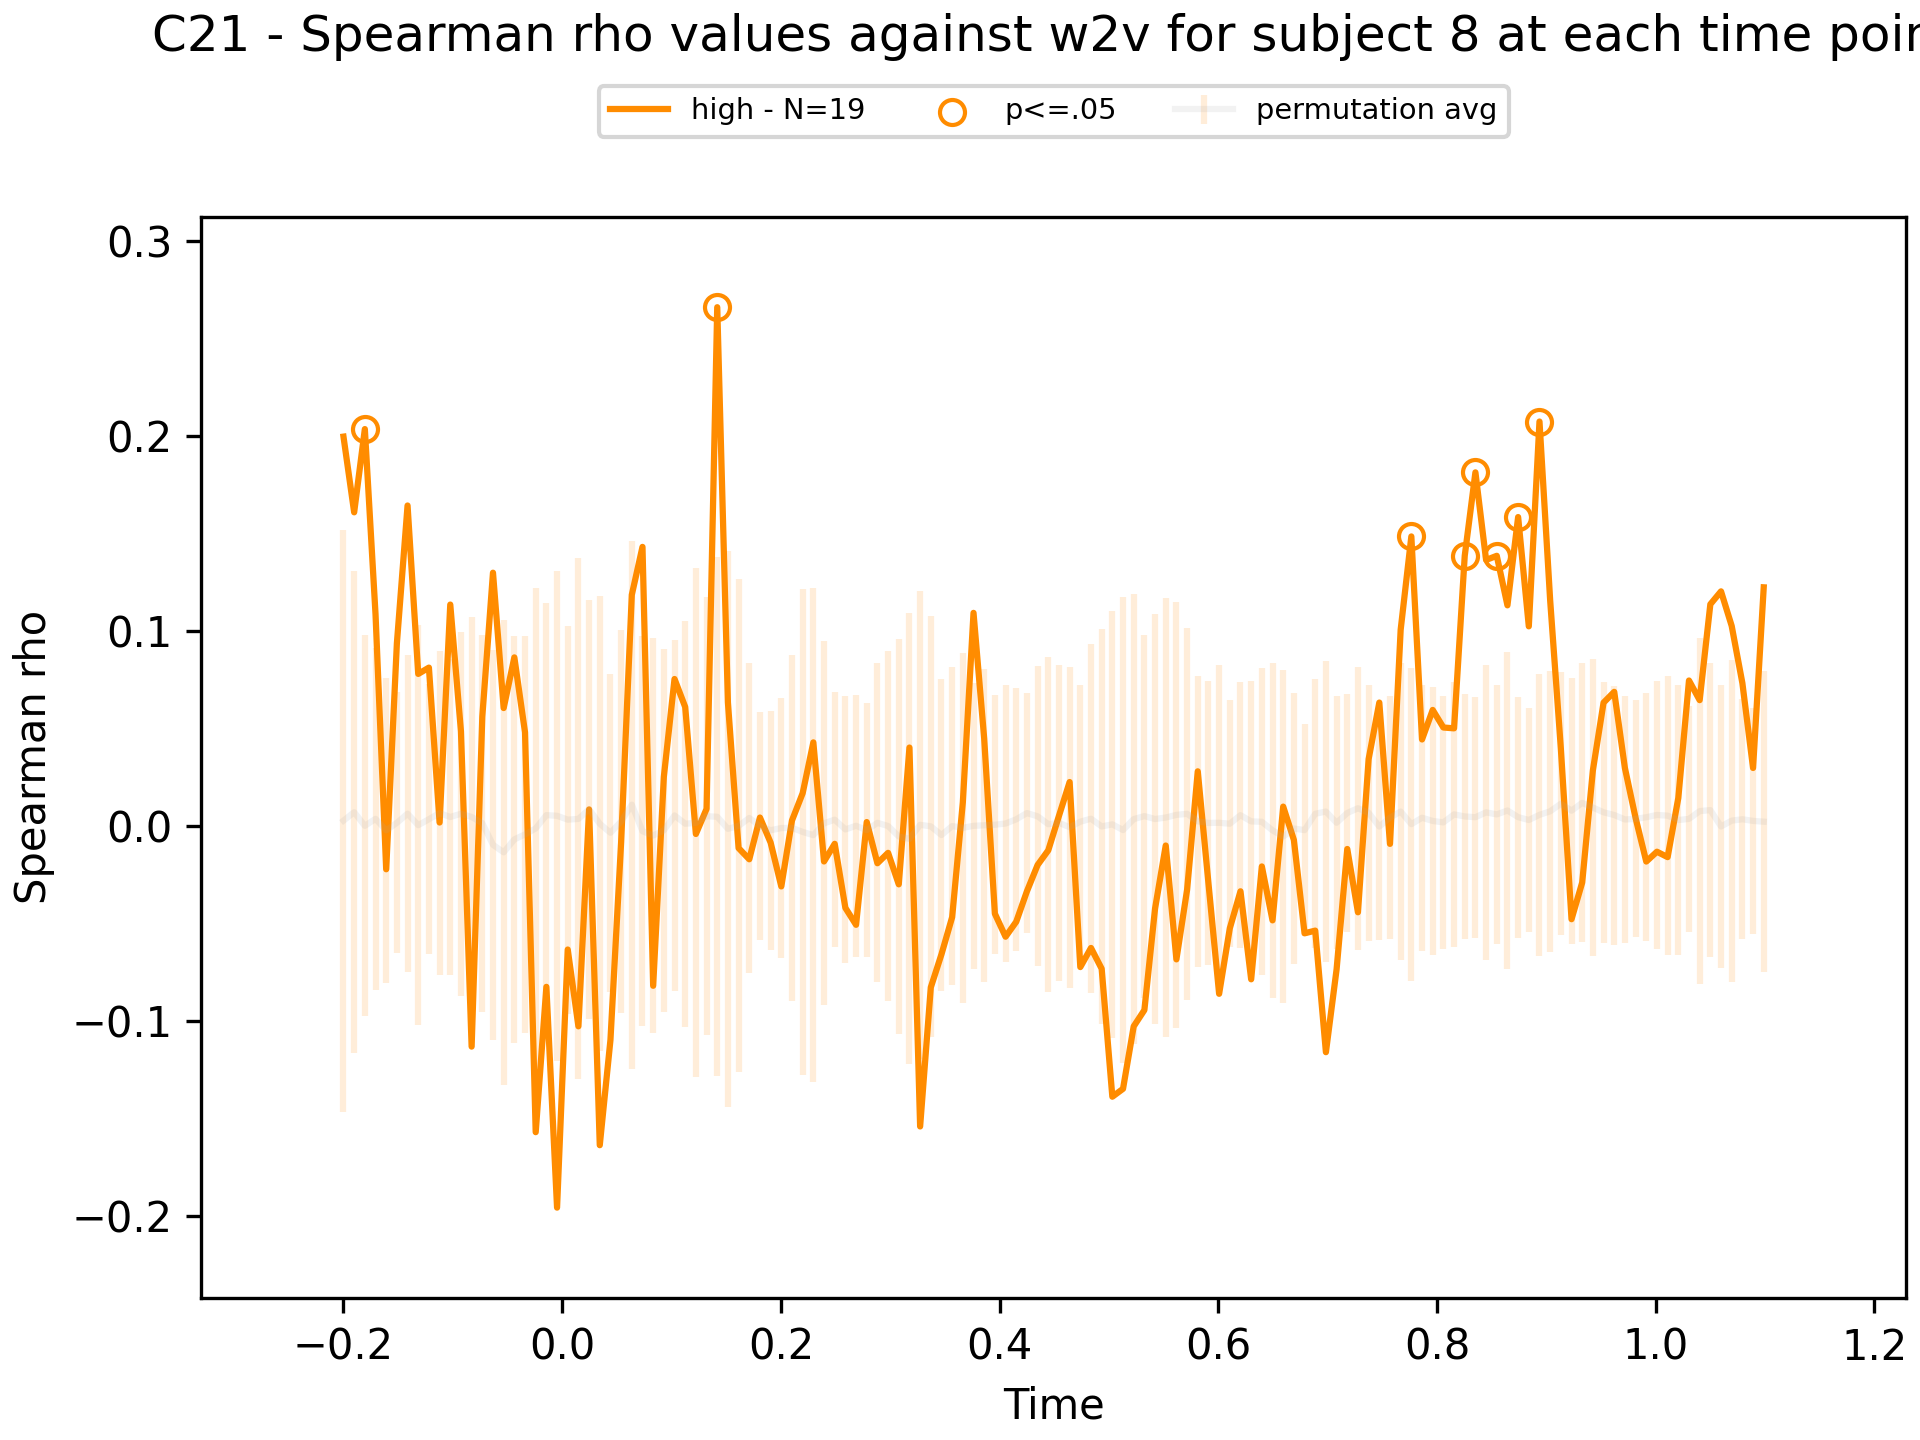 C21 - Spearman rho values against w2v for subject 8 at each time poin
high - N=19 p<=.05 permutation avg
0.3
0.2
0.1
0.0
−0.1
−0.2
Spearman rho
−0.2 0.0 0.2 0.4 0.6 0.8 1.0 1.2
Time